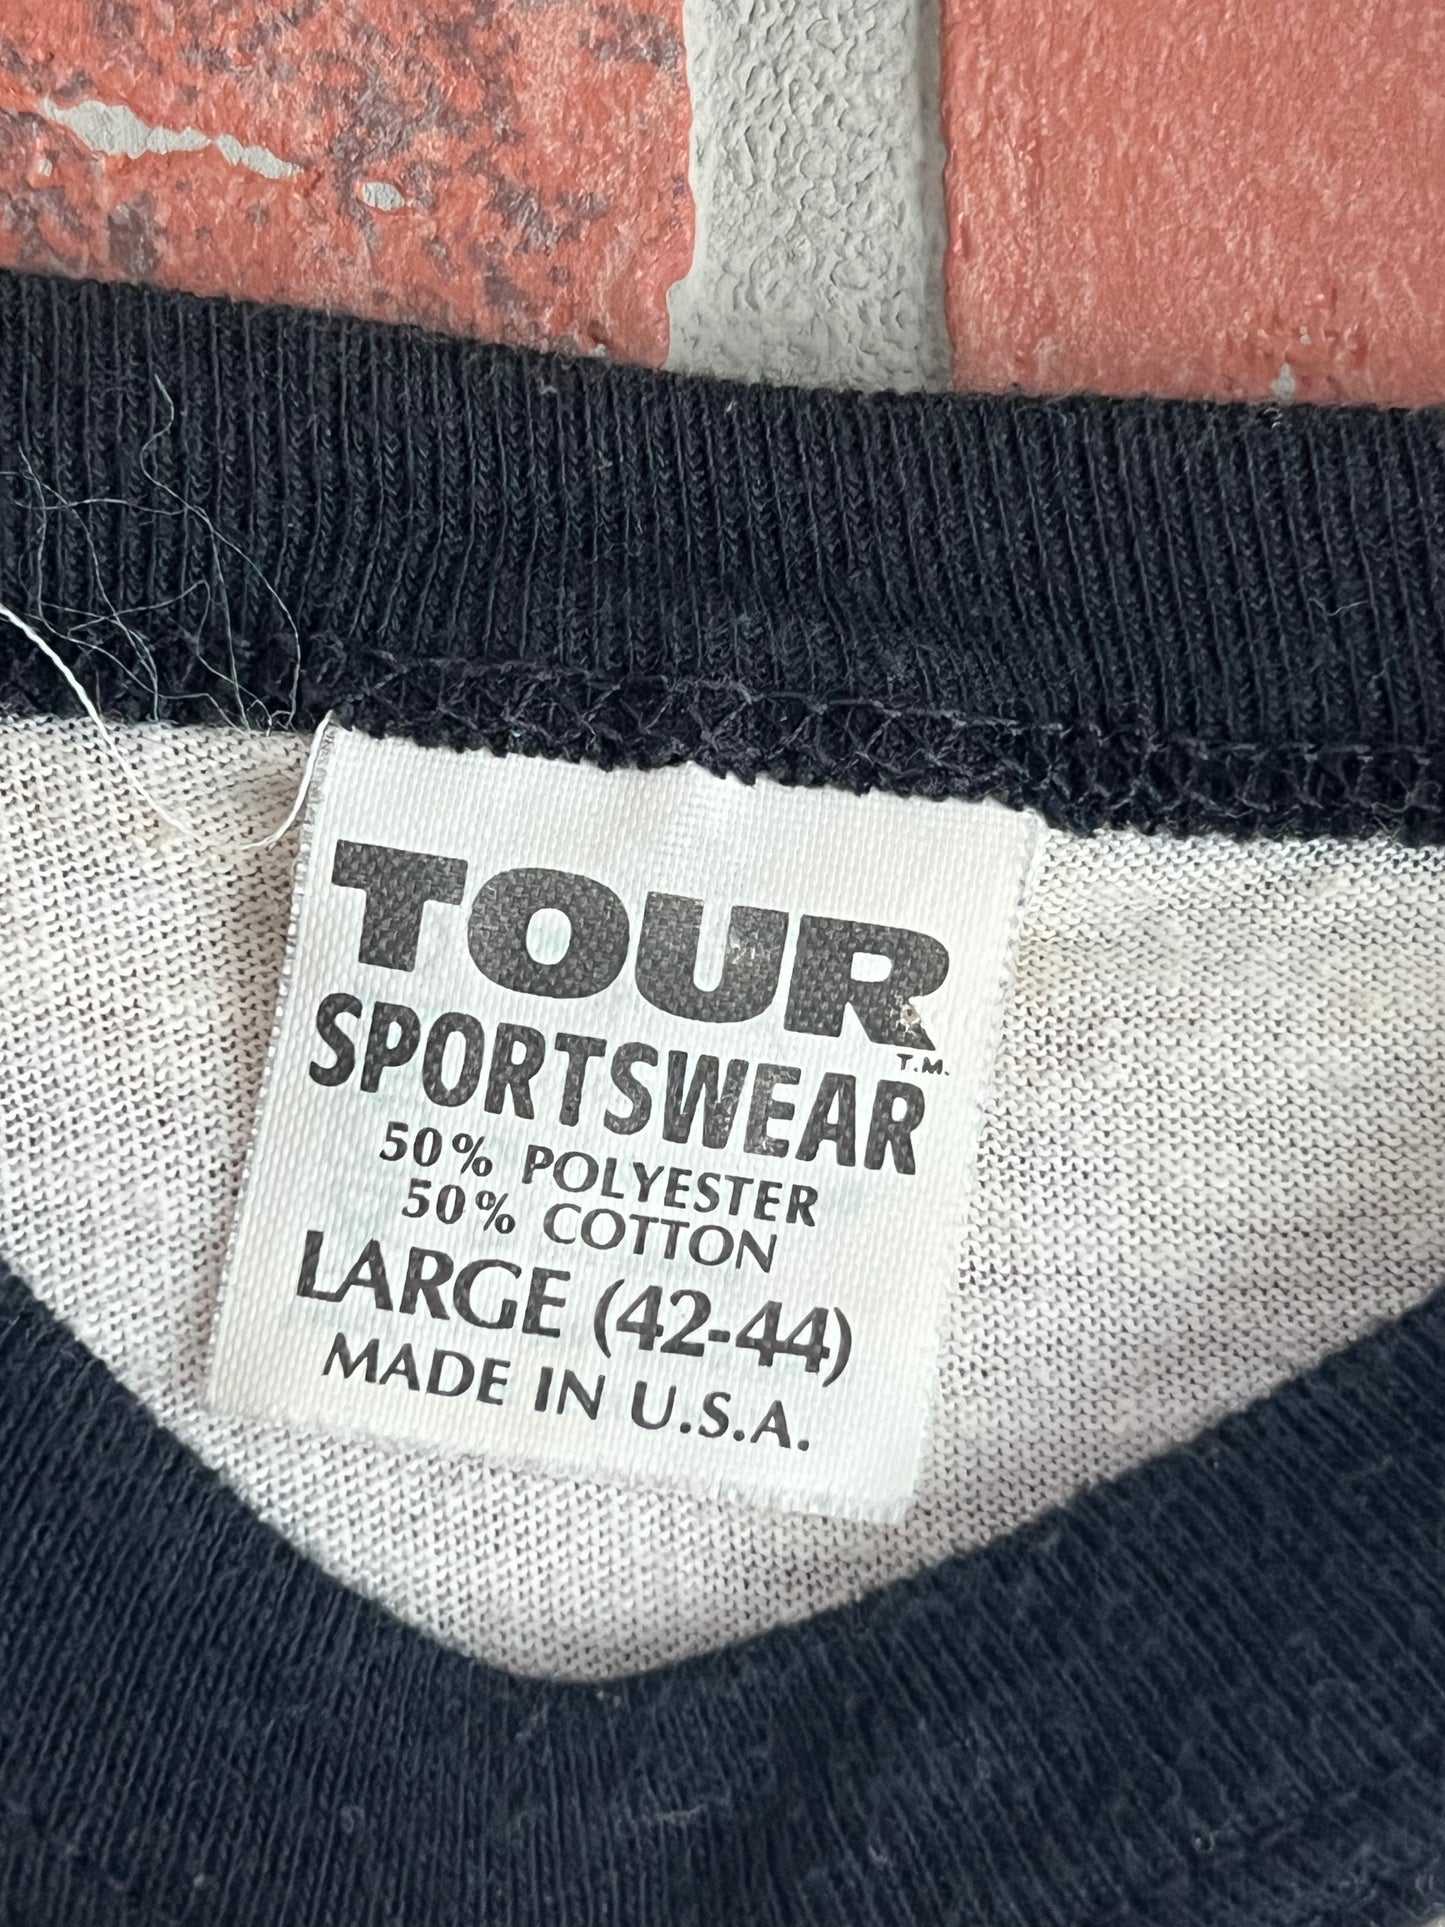 TOUR
T.M.
SPORTSWEAR
50% POLYESTER
50% COTTON
LARGE (42-44)
MADE IN U.S.A.